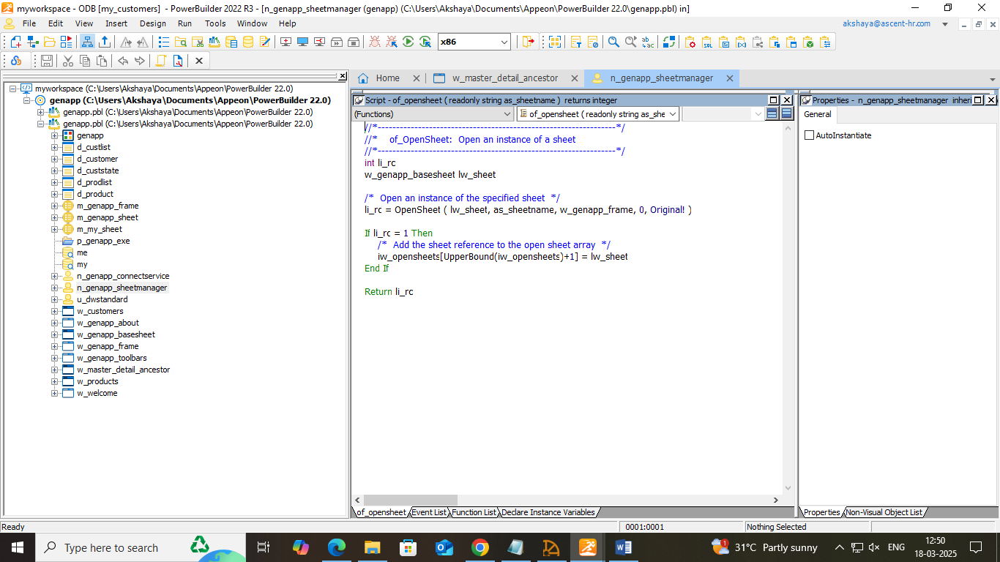 myworkspace - ODB [my_customers] - PowerBuilder 2022 R3 - [n_genapp_sheetmanager (genapp) (C:\Users\Akshaya\Documents\Appeon\PowerBuilder 22.0\genapp.pbl) in]
File Edit View Insert Design Run Tools Window Help
akshaya@ascent-hr.com
x86
Home
w_master_detail_ancestor
n_genapp_sheetmanager
myworkspace (C:\Users\Akshaya\Documents\Appeon\PowerBuilder 22.0)
genapp (C:\Users\Akshaya\Documents\Appeon\PowerBuilder 22.0)
genapp.pbl (C:\Users\Akshaya\Documents\Appeon\PowerBuilder 22.0)
genapp.pbl (C:\Users\Akshaya\Documents\Appeon\PowerBuilder 22.0)
genapp
d_custlist
d_customer
d_custstate
d_prodlist
d_product
m_genapp_frame
m_genapp_sheet
m_my_sheet
p_genapp_exe
me
my
n_genapp_connectservice
n_genapp_sheetmanager
u_dwstandard
w_customers
w_genapp_about
w_genapp_basesheet
w_genapp_frame
w_genapp_toolbars
w_master_detail_ancestor
w_products
w_welcome
Script - of_opensheet ( readonly string as_sheetname ) returns integer
(Functions)
of_opensheet ( readonly string as_she
//*-----------------------------------------------------------------*/
//* of_OpenSheet: Open an instance of a sheet
//*-----------------------------------------------------------------*/
int li_rc
w_genapp_basesheet lw_sheet
/* Open an instance of the specified sheet */
li_rc = OpenSheet ( lw_sheet, as_sheetname, w_genapp_frame, 0, Original! )
If li_rc = 1 Then
/* Add the sheet reference to the open sheet array */
iw_opensheets[UpperBound(iw_opensheets)+1] = lw_sheet
End If
Return li_rc
of_opensheet Event List Function List Declare Instance Variables
Properties - n_genapp_sheetmanager inheri
General
AutoInstantiate
Properties Non-Visual Object List
Ready
0001:0001
Nothing Selected
Type here to search
31°C Partly sunny
ENG
12:50
18-03-2025